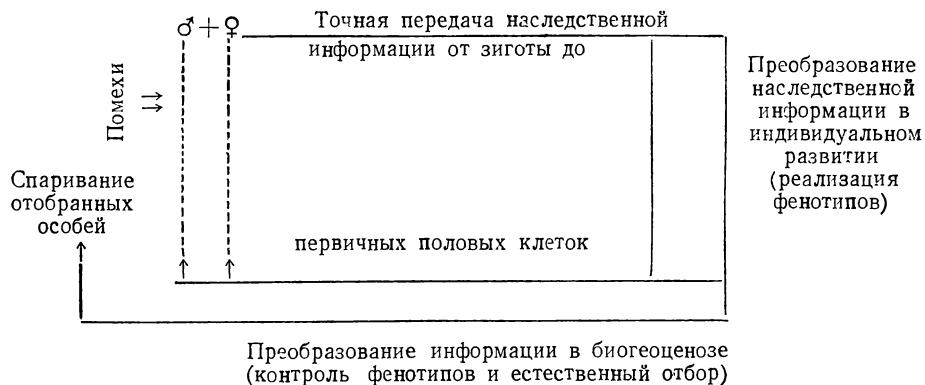 ♂+♀
Точная передача наследственной
информации от зиготы до
Помехи
Преобразование
наследственной
информации в
индивидуальном
развитии
(реализация
фенотипов)
Спаривание
отобранных
особей
первичных половых клеток
Преобразование информации в биогеоценозе
(контроль фенотипов и естественный отбор)